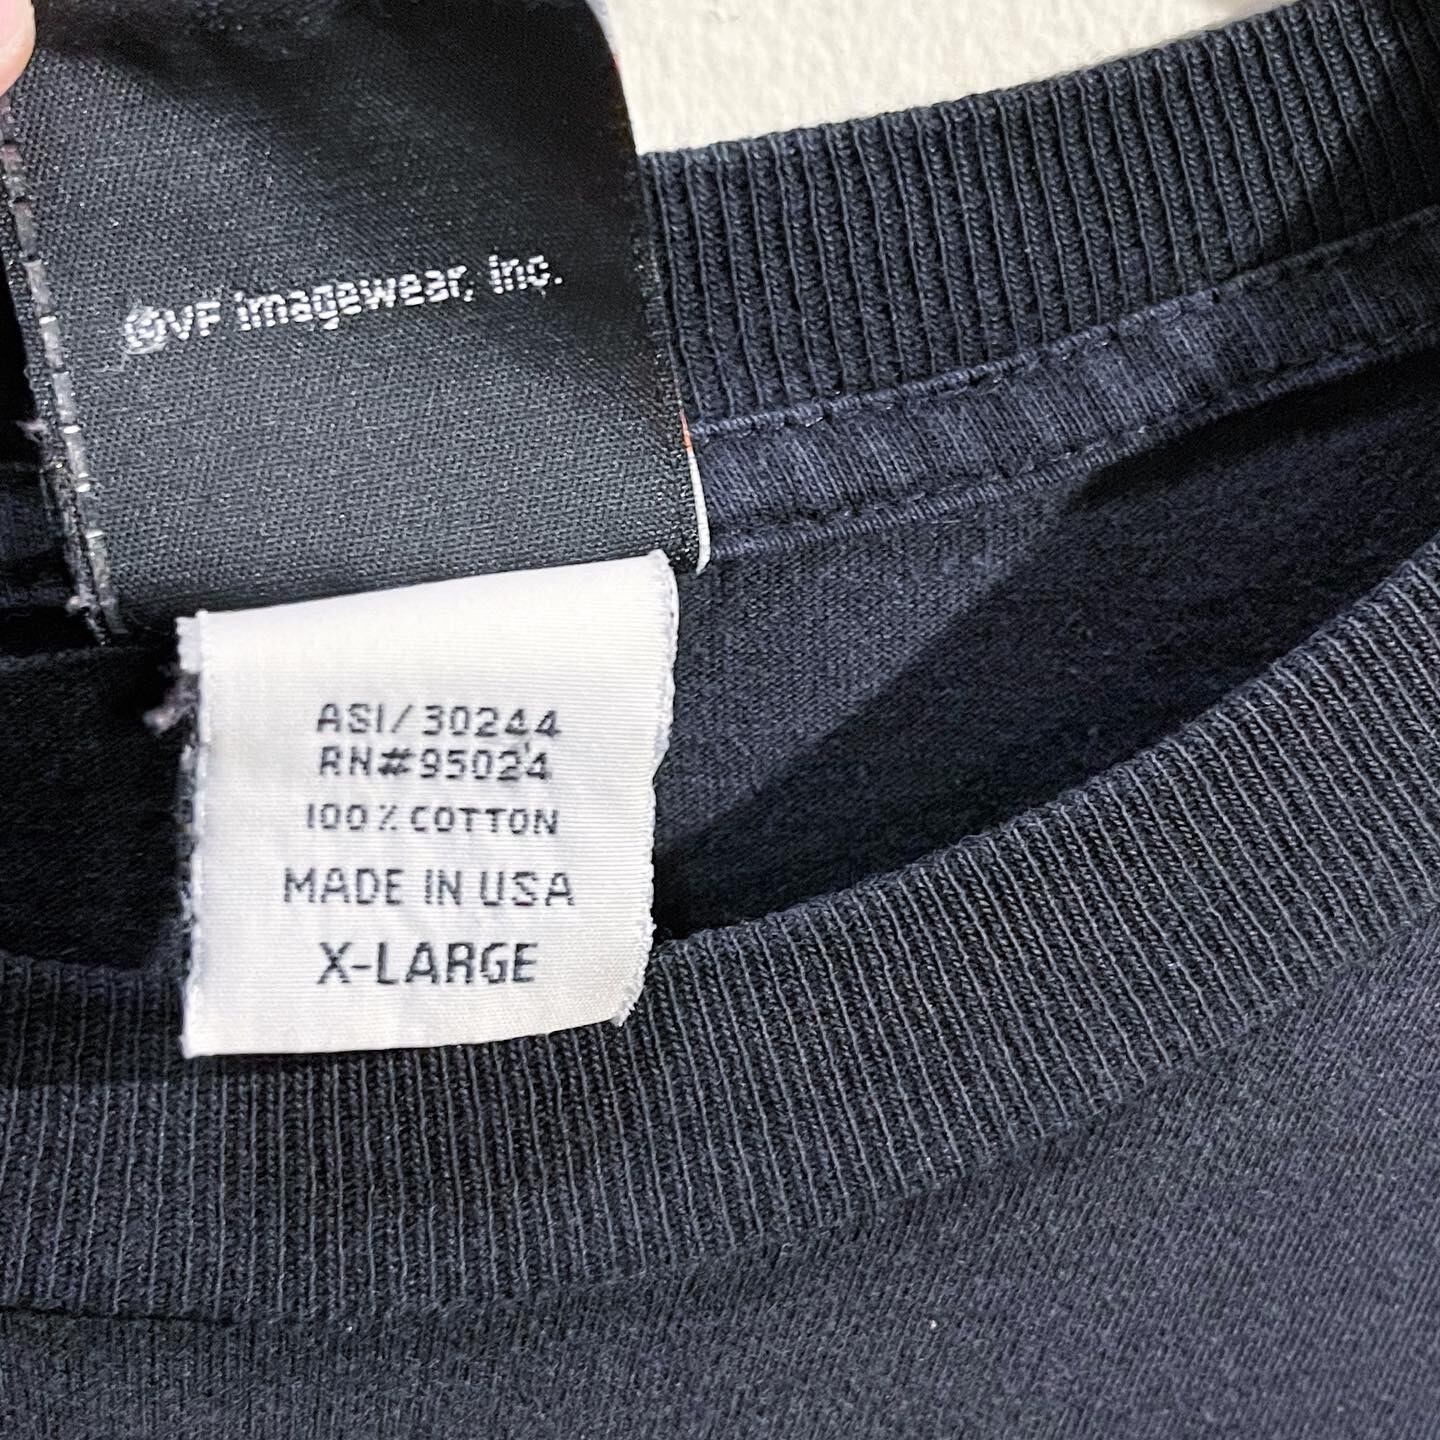 @VF imagewear, inc.
ASI/30244
RN#95024
100% COTTON
MADE IN USA
X-LARGE